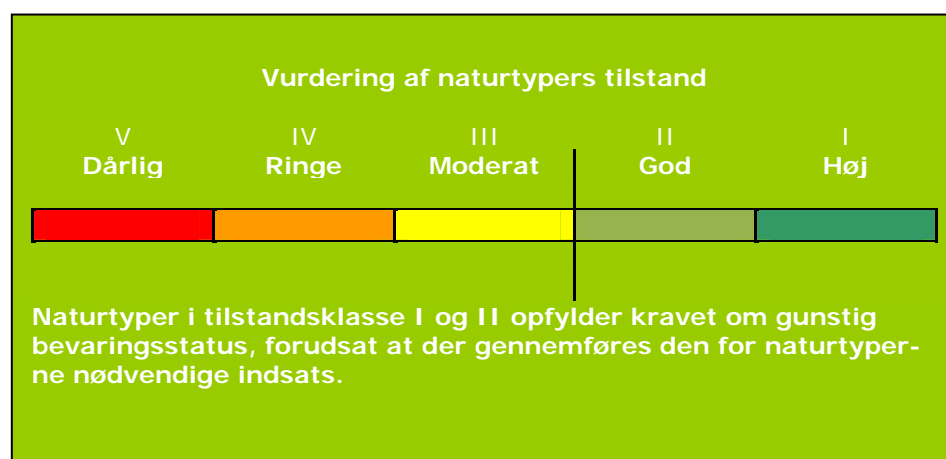 Vurdering af naturtypers tilstand
V IV III II I
Dårlig Ringe Moderat God Høj
Naturtyper i tilstandsklasse I og II opfylder kravet om gunstig
bevaringsstatus, forudsat at der gennemføres den for naturtyper-
ne nødvendige indsats.